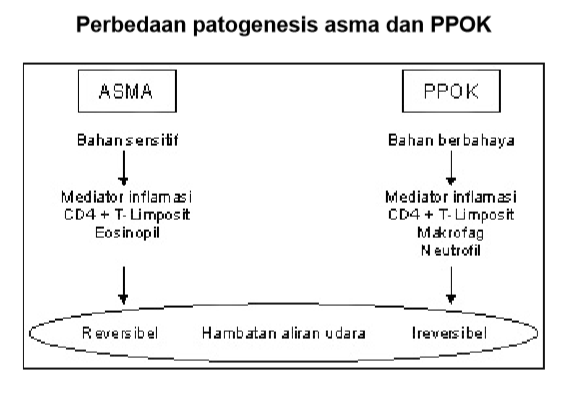 Perbedaan patogenesis asma dan PPOK
ASMA
Bahan sensitif
Mediator inflamasi
CD4 + T- Limposit
Eosinopil
PPOK
Bahan berbahaya
Mediator inflamasi
CD4 + T- Limposit
Makrofag
Neutrofil
Reversibel Hambatan aliran udara Ireversibel